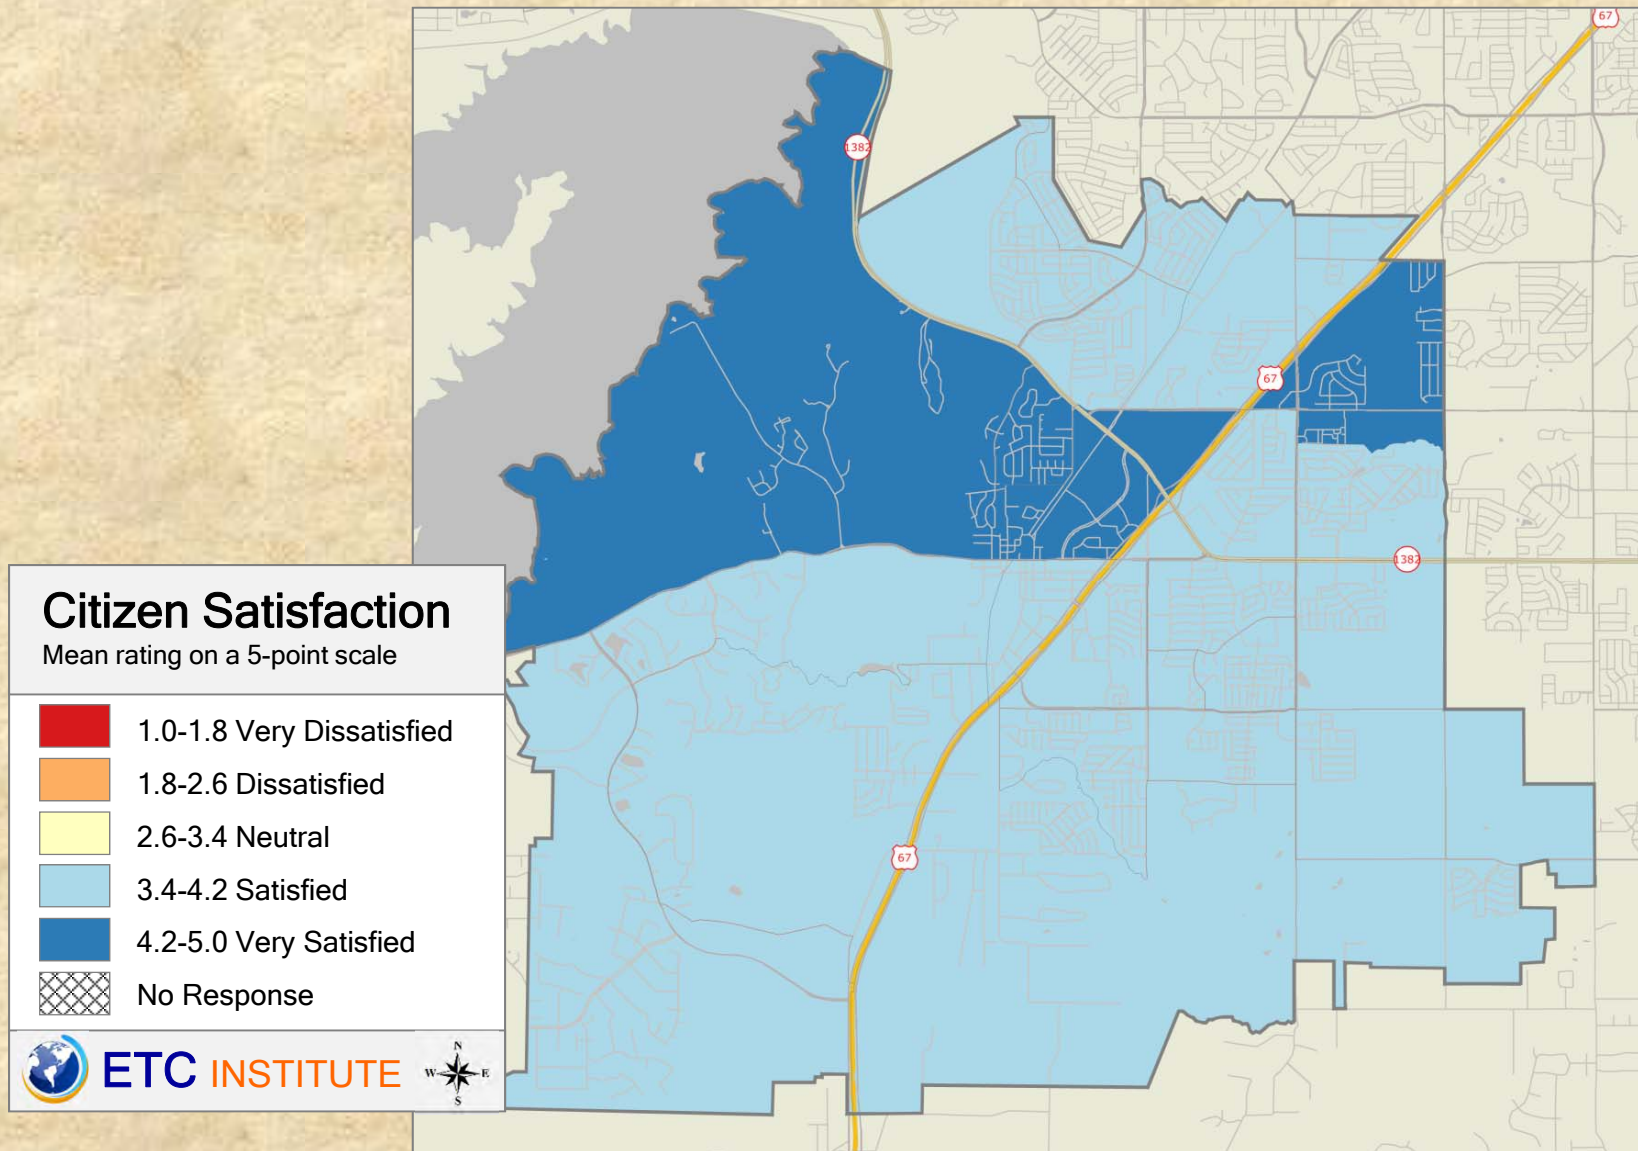 67
1382
67
1382
67
Citizen Satisfaction
Mean rating on a 5-point scale
1.0-1.8 Very Dissatisfied
1.8-2.6 Dissatisfied
2.6-3.4 Neutral
3.4-4.2 Satisfied
4.2-5.0 Very Satisfied
No Response
ETC INSTITUTE
N
W E
S